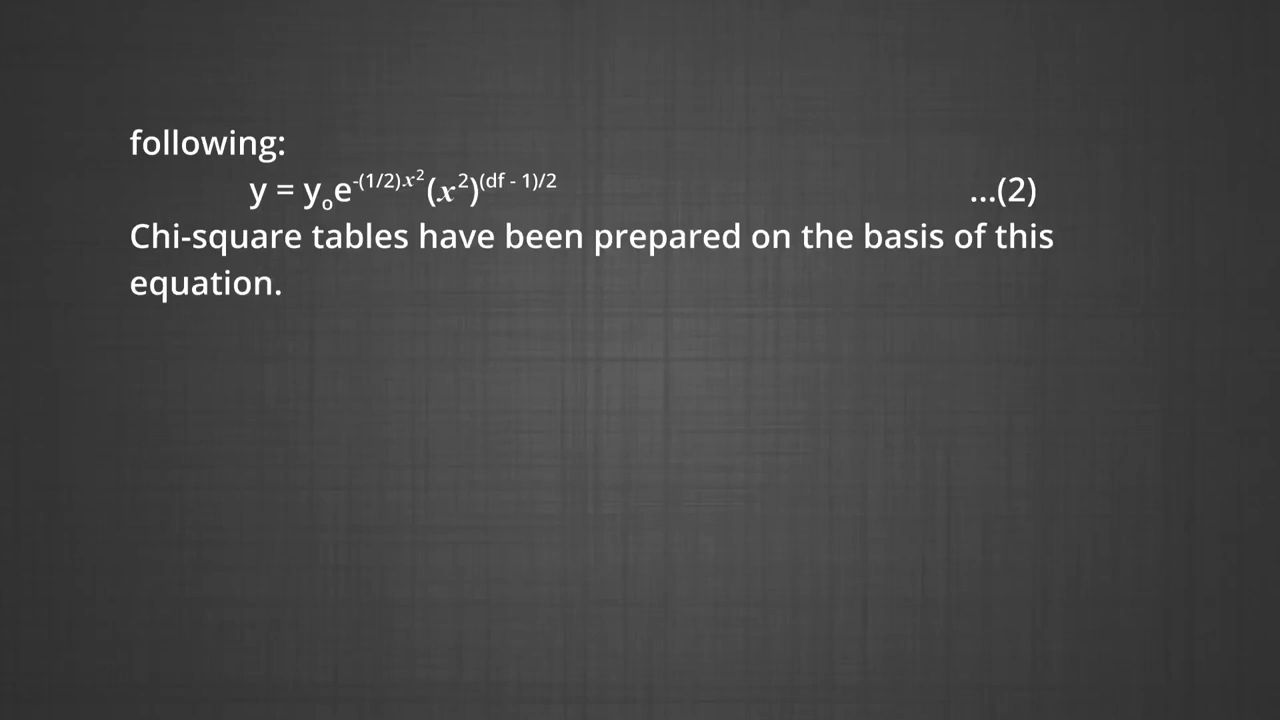 following:
y = yₒe^-(1/2)x²(x²)^(df - 1)/2 ...(2)
Chi-square tables have been prepared on the basis of this
equation.